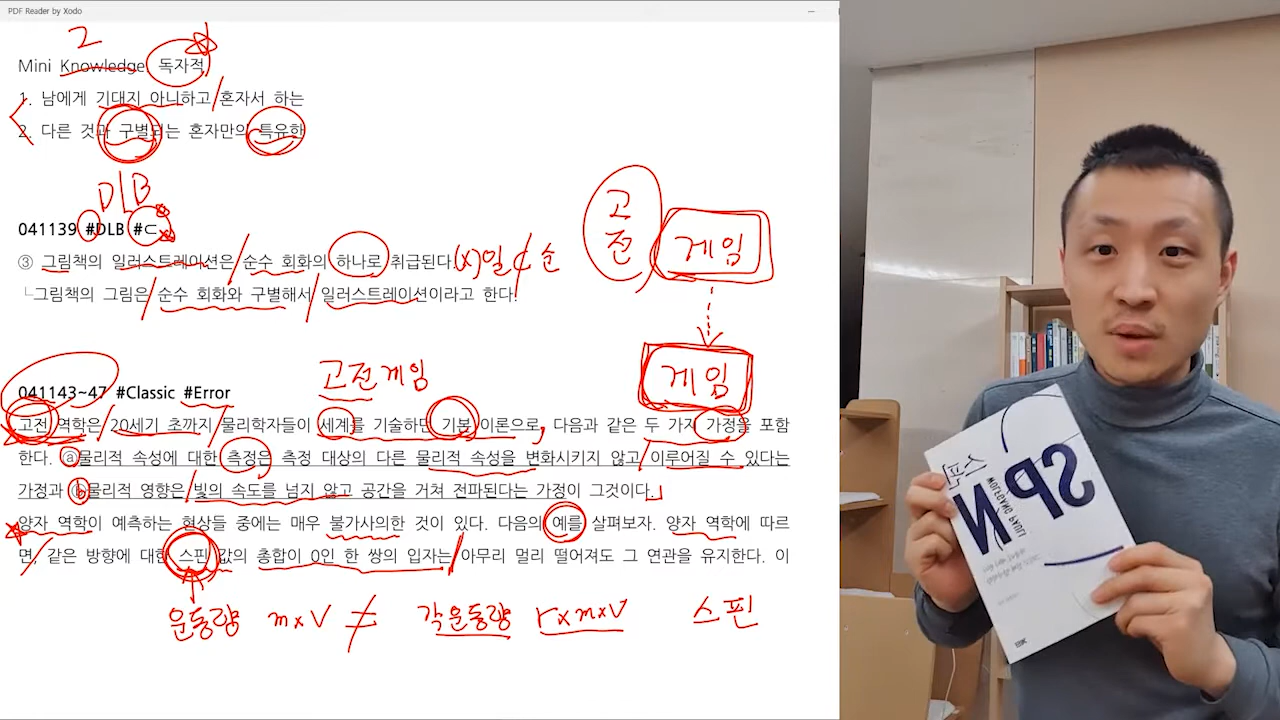 PDF Reader by Xodo
2
Mini Knowledge 독자적
1. 남에게 기대지 아니하고 혼자서 하는
2. 다른 것과 구별되는 혼자만의 특유한
DLB
041139 #DLB #ㄷ
③ 그림책의 일러스트레이션은 순수 회화의 하나로 취급된다. (x) 일 ⊄ 순
└그림책의 그림은 순수 회화와 구별해서 일러스트레이션이라고 한다.
고전 게임
게임
고전게임
041143~47 #Classic #Error
고전 역학은 20세기 초까지 물리학자들이 세계를 기술하던 기본 이론으로, 다음과 같은 두 가지 가정을 포함
한다. ⓐ물리적 속성에 대한 측정은 측정 대상의 다른 물리적 속성을 변화시키지 않고 이루어질 수 있다는
가정과 ⓑ물리적 영향은 빛의 속도를 넘지 않고 공간을 거쳐 전파된다는 가정이 그것이다.
양자 역학이 예측하는 현상들 중에는 매우 불가사의한 것이 있다. 다음의 예를 살펴보자. 양자 역학에 따르
면, 같은 방향에 대한 스핀 값의 총합이 0인 한 쌍의 입자는 아무리 멀리 떨어져도 그 연관을 유지한다. 이
운동량 m×V ≠ 각운동량 r×m×V 스핀
스핀
SPIN